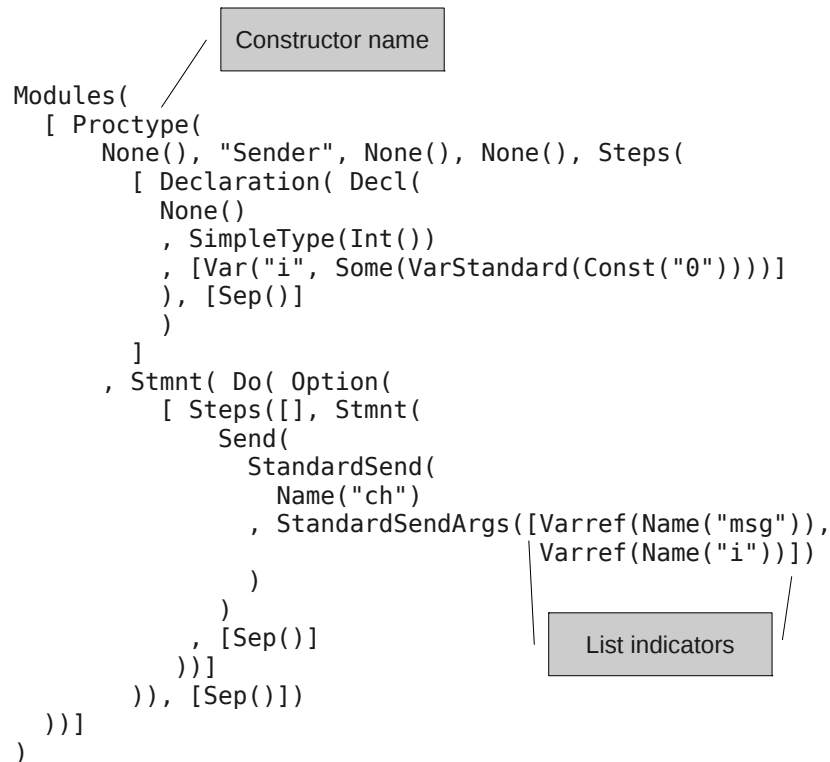 Constructor name
Modules(
  [ Proctype(
      None(), "Sender", None(), None(), Steps(
        [ Declaration( Decl(
          None()
          , SimpleType(Int())
          , [Var("i", Some(VarStandard(Const("0"))))]
          ), [Sep()]
          )
        ]
      , Stmnt( Do( Option(
          [ Steps([], Stmnt(
              Send(
                StandardSend(
                  Name("ch")
                , StandardSendArgs([Varref(Name("msg")),
                                   Varref(Name("i"))])
                )
              )
            , [Sep()]
List indicators
           ))]
        )), [Sep()])
  ))]
)